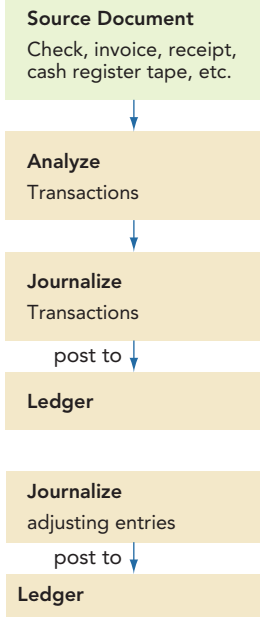 Source Document
Check, invoice, receipt,
cash register tape, etc.
Analyze
Transactions
Journalize
Transactions
post to
Ledger
Journalize
adjusting entries
post to
Ledger